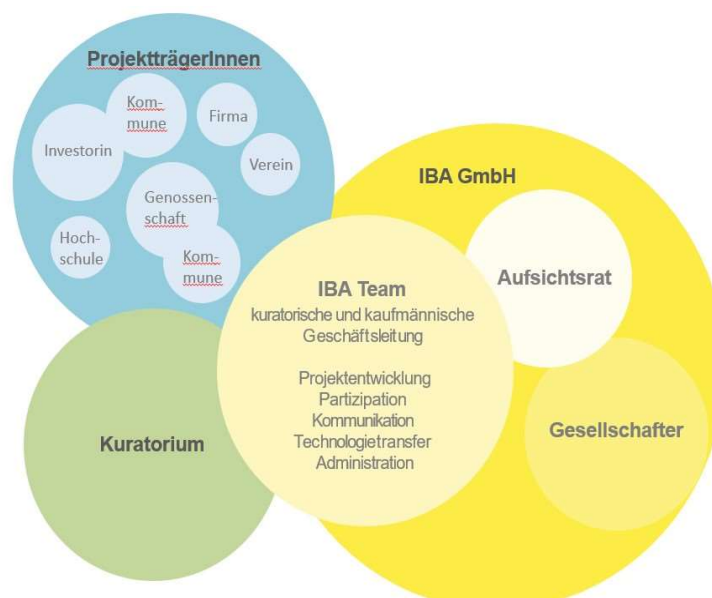 ProjektträgerInnen
Kom-
mune
Firma
Investorin
Verein
Genossen-
schaft
Hoch-
schule
Kom-
mune
IBA GmbH
Aufsichtsrat
IBA Team
kuratorische und kaufmännische
Geschäftsleitung
Projektentwicklung
Partizipation
Kommunikation
Technologietransfer
Administration
Gesellschafter
Kuratorium